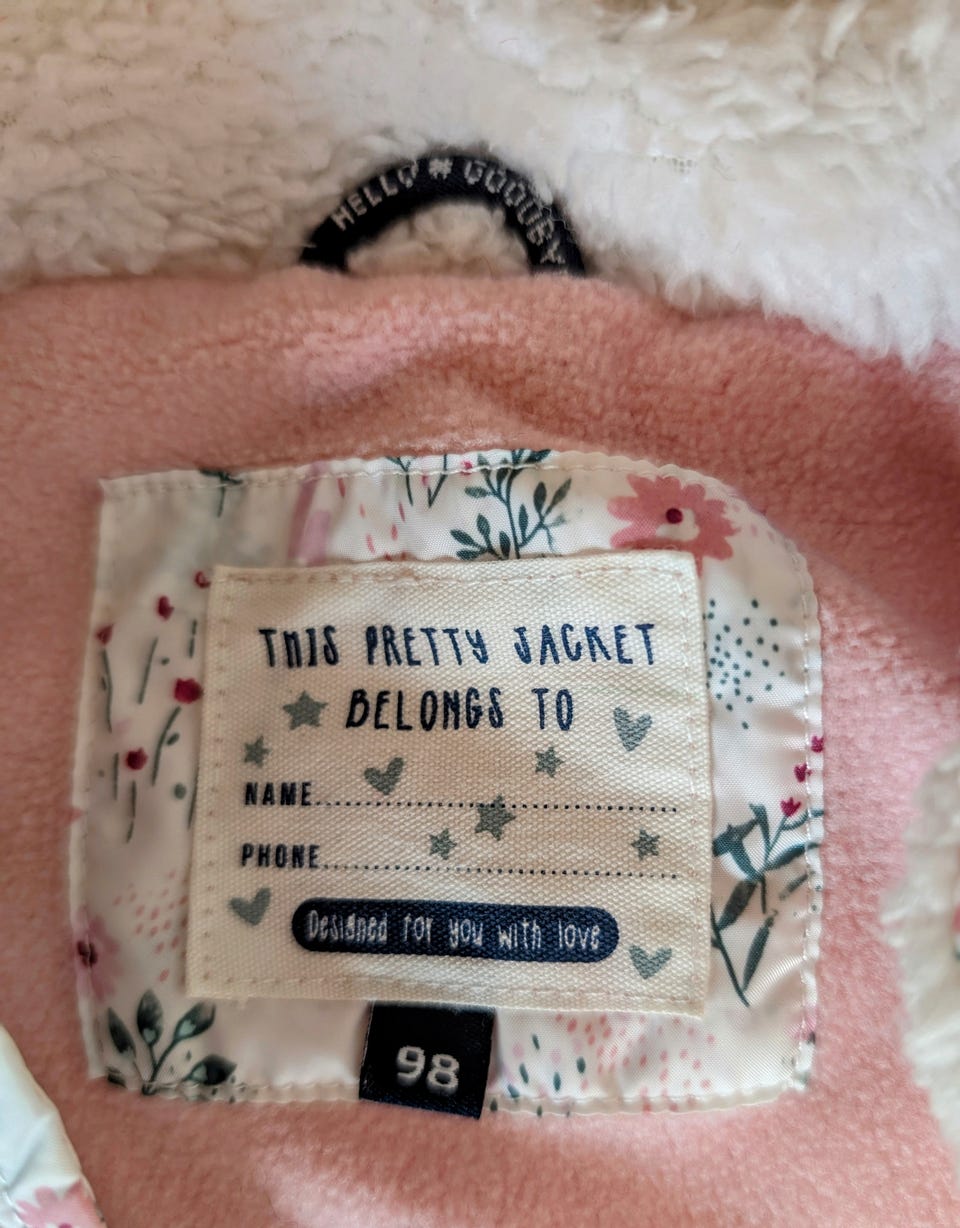 HELLO * GOODBY
THIS PRETTY JACKET
BELONGS TO
NAME..............................
PHONE..............................
Designed for you with love
98